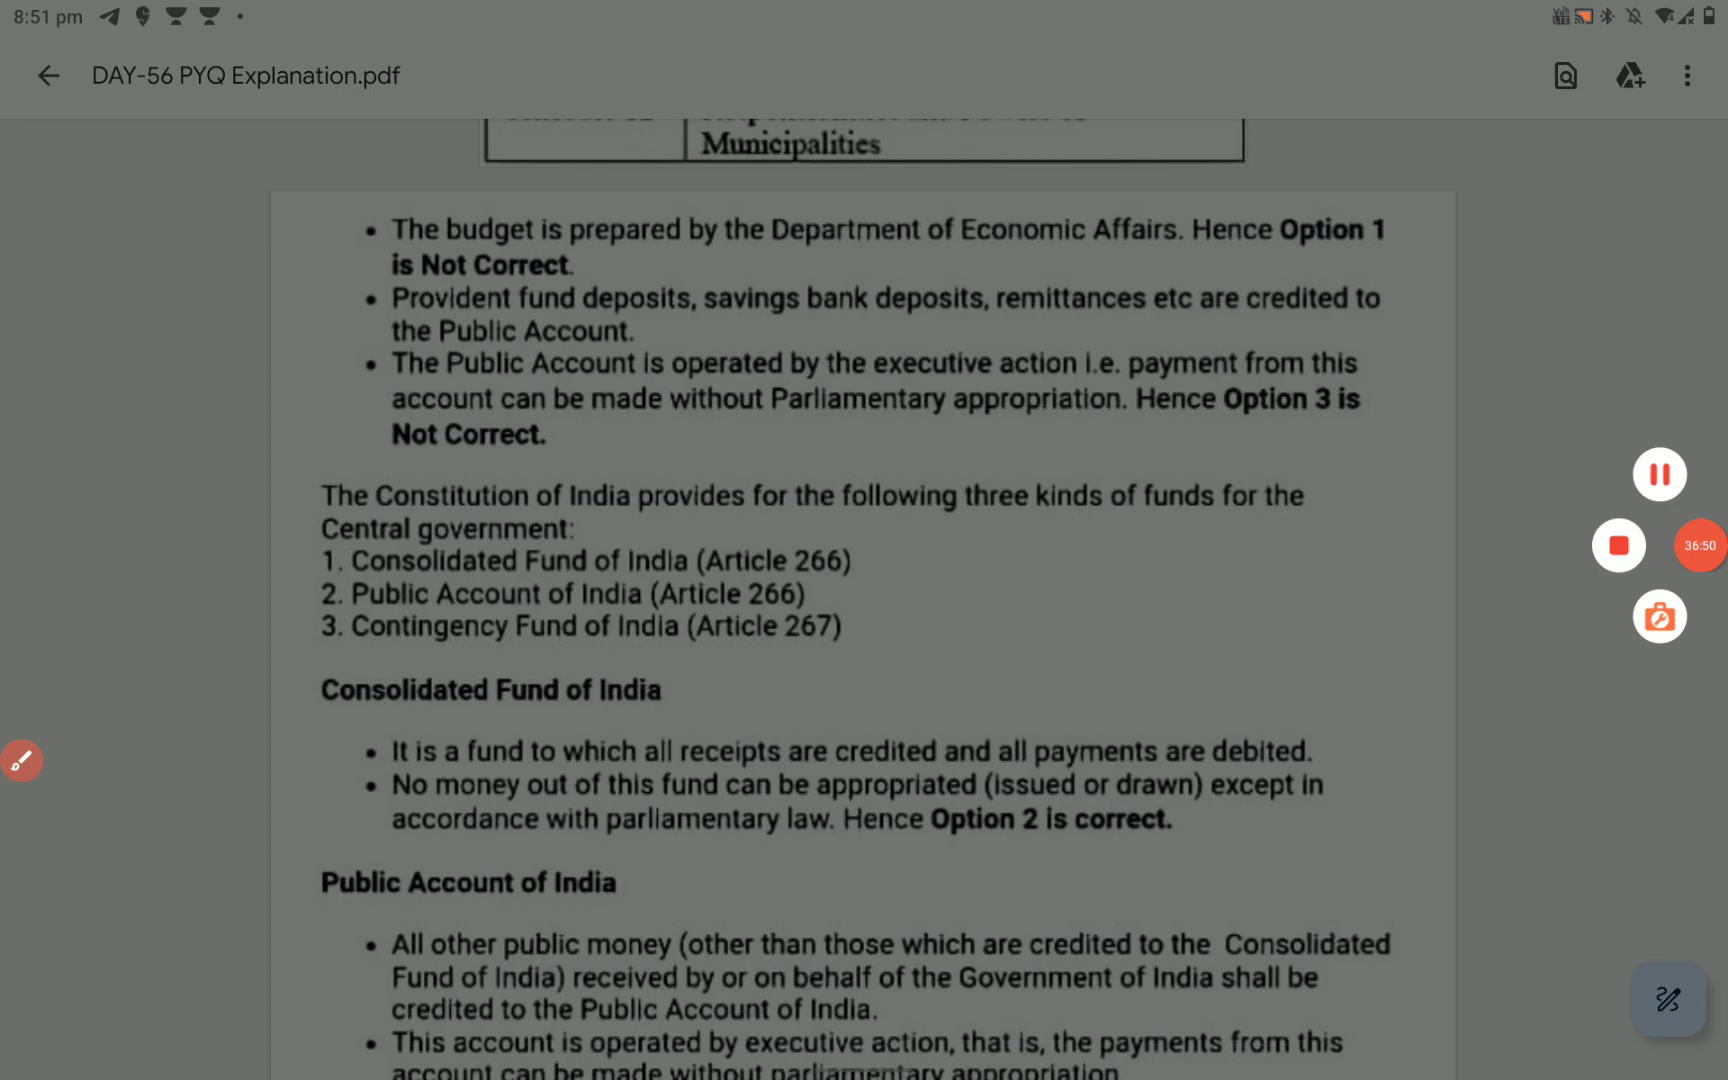 8:51 pm
DAY-56 PYQ Explanation.pdf
Municipalities
• The budget is prepared by the Department of Economic Affairs. Hence Option 1
is Not Correct.
• Provident fund deposits, savings bank deposits, remittances etc are credited to
the Public Account.
• The Public Account is operated by the executive action i.e. payment from this
account can be made without Parliamentary appropriation. Hence Option 3 is
Not Correct.
The Constitution of India provides for the following three kinds of funds for the
Central government:
1. Consolidated Fund of India (Article 266)
2. Public Account of India (Article 266)
3. Contingency Fund of India (Article 267)
Consolidated Fund of India
• It is a fund to which all receipts are credited and all payments are debited.
• No money out of this fund can be appropriated (issued or drawn) except in
accordance with parliamentary law. Hence Option 2 is correct.
Public Account of India
• All other public money (other than those which are credited to the Consolidated
Fund of India) received by or on behalf of the Government of India shall be
credited to the Public Account of India.
• This account is operated by executive action, that is, the payments from this
account can be made without parliamentary appropriation
36:50